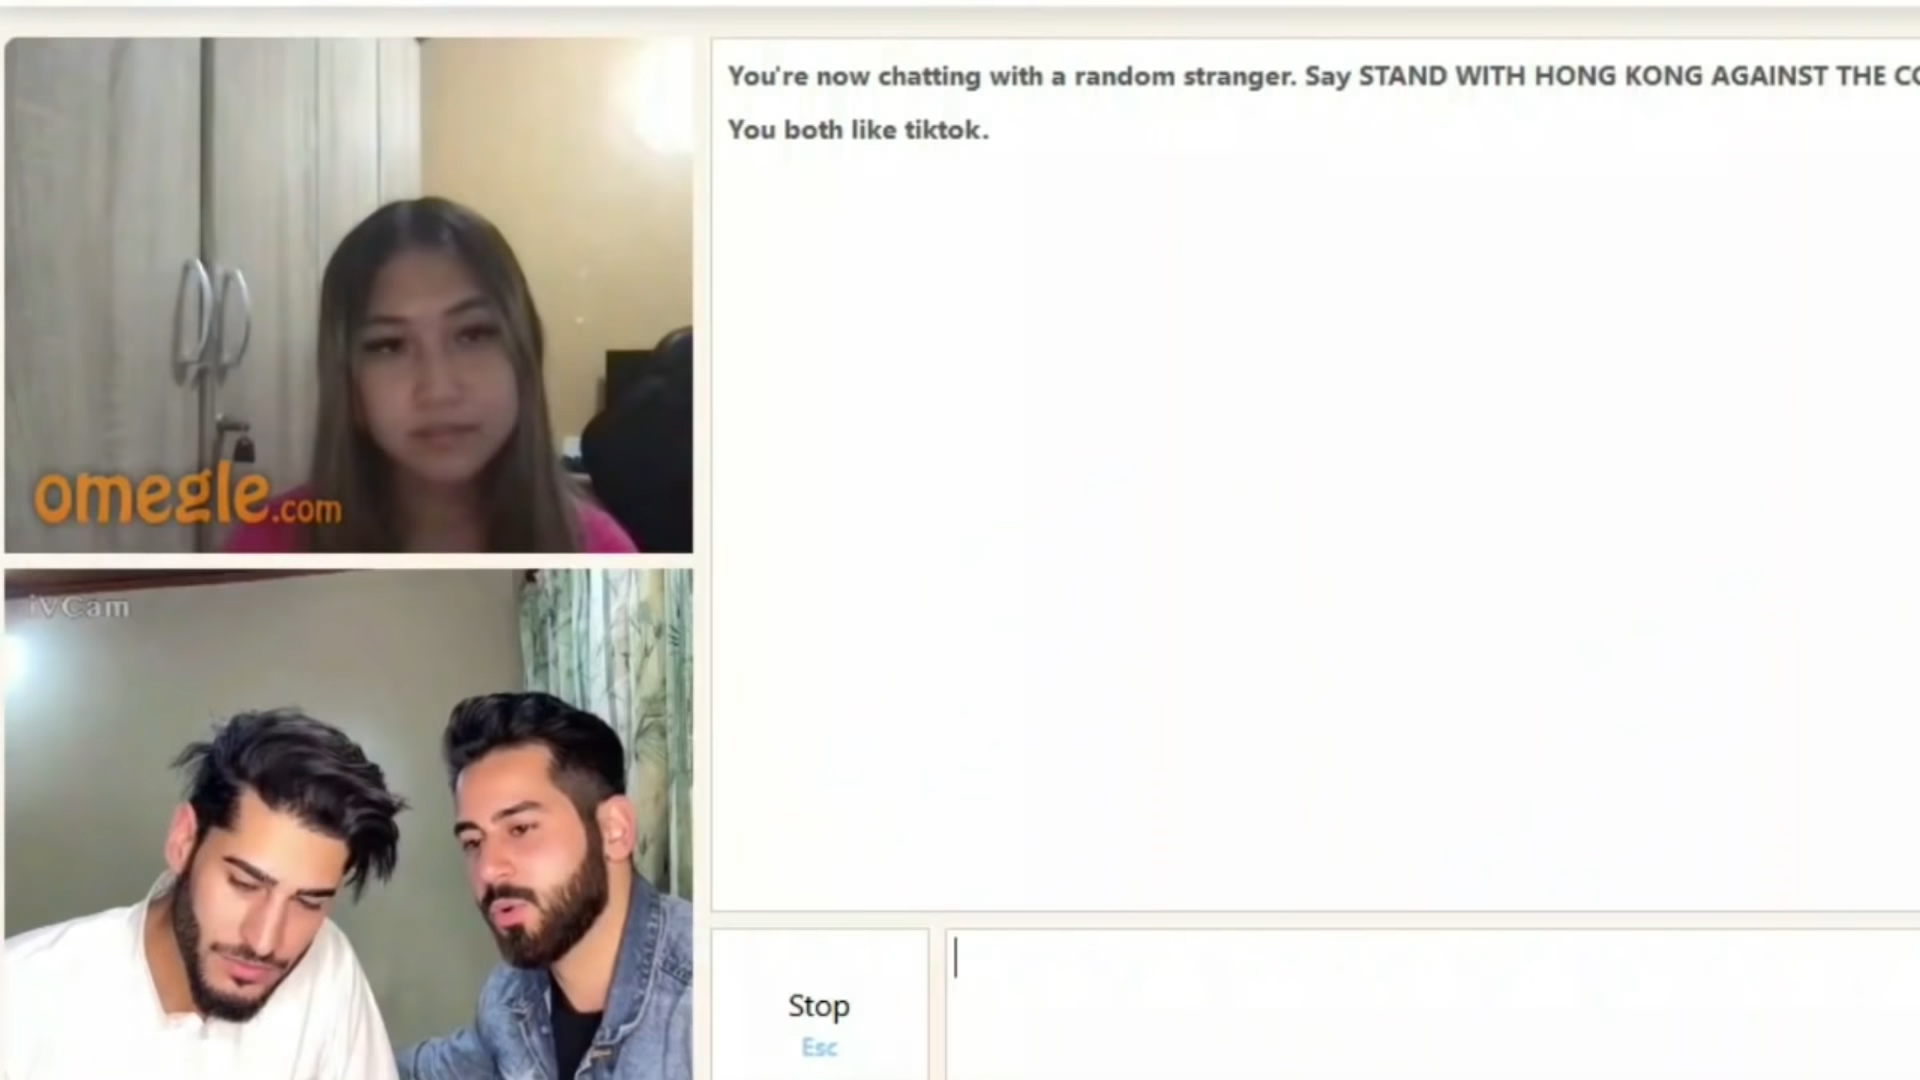 You're now chatting with a random stranger. Say STAND WITH HONG KONG AGAINST THE
You both like tiktok.
omegle.com
iVCam
Stop
Esc